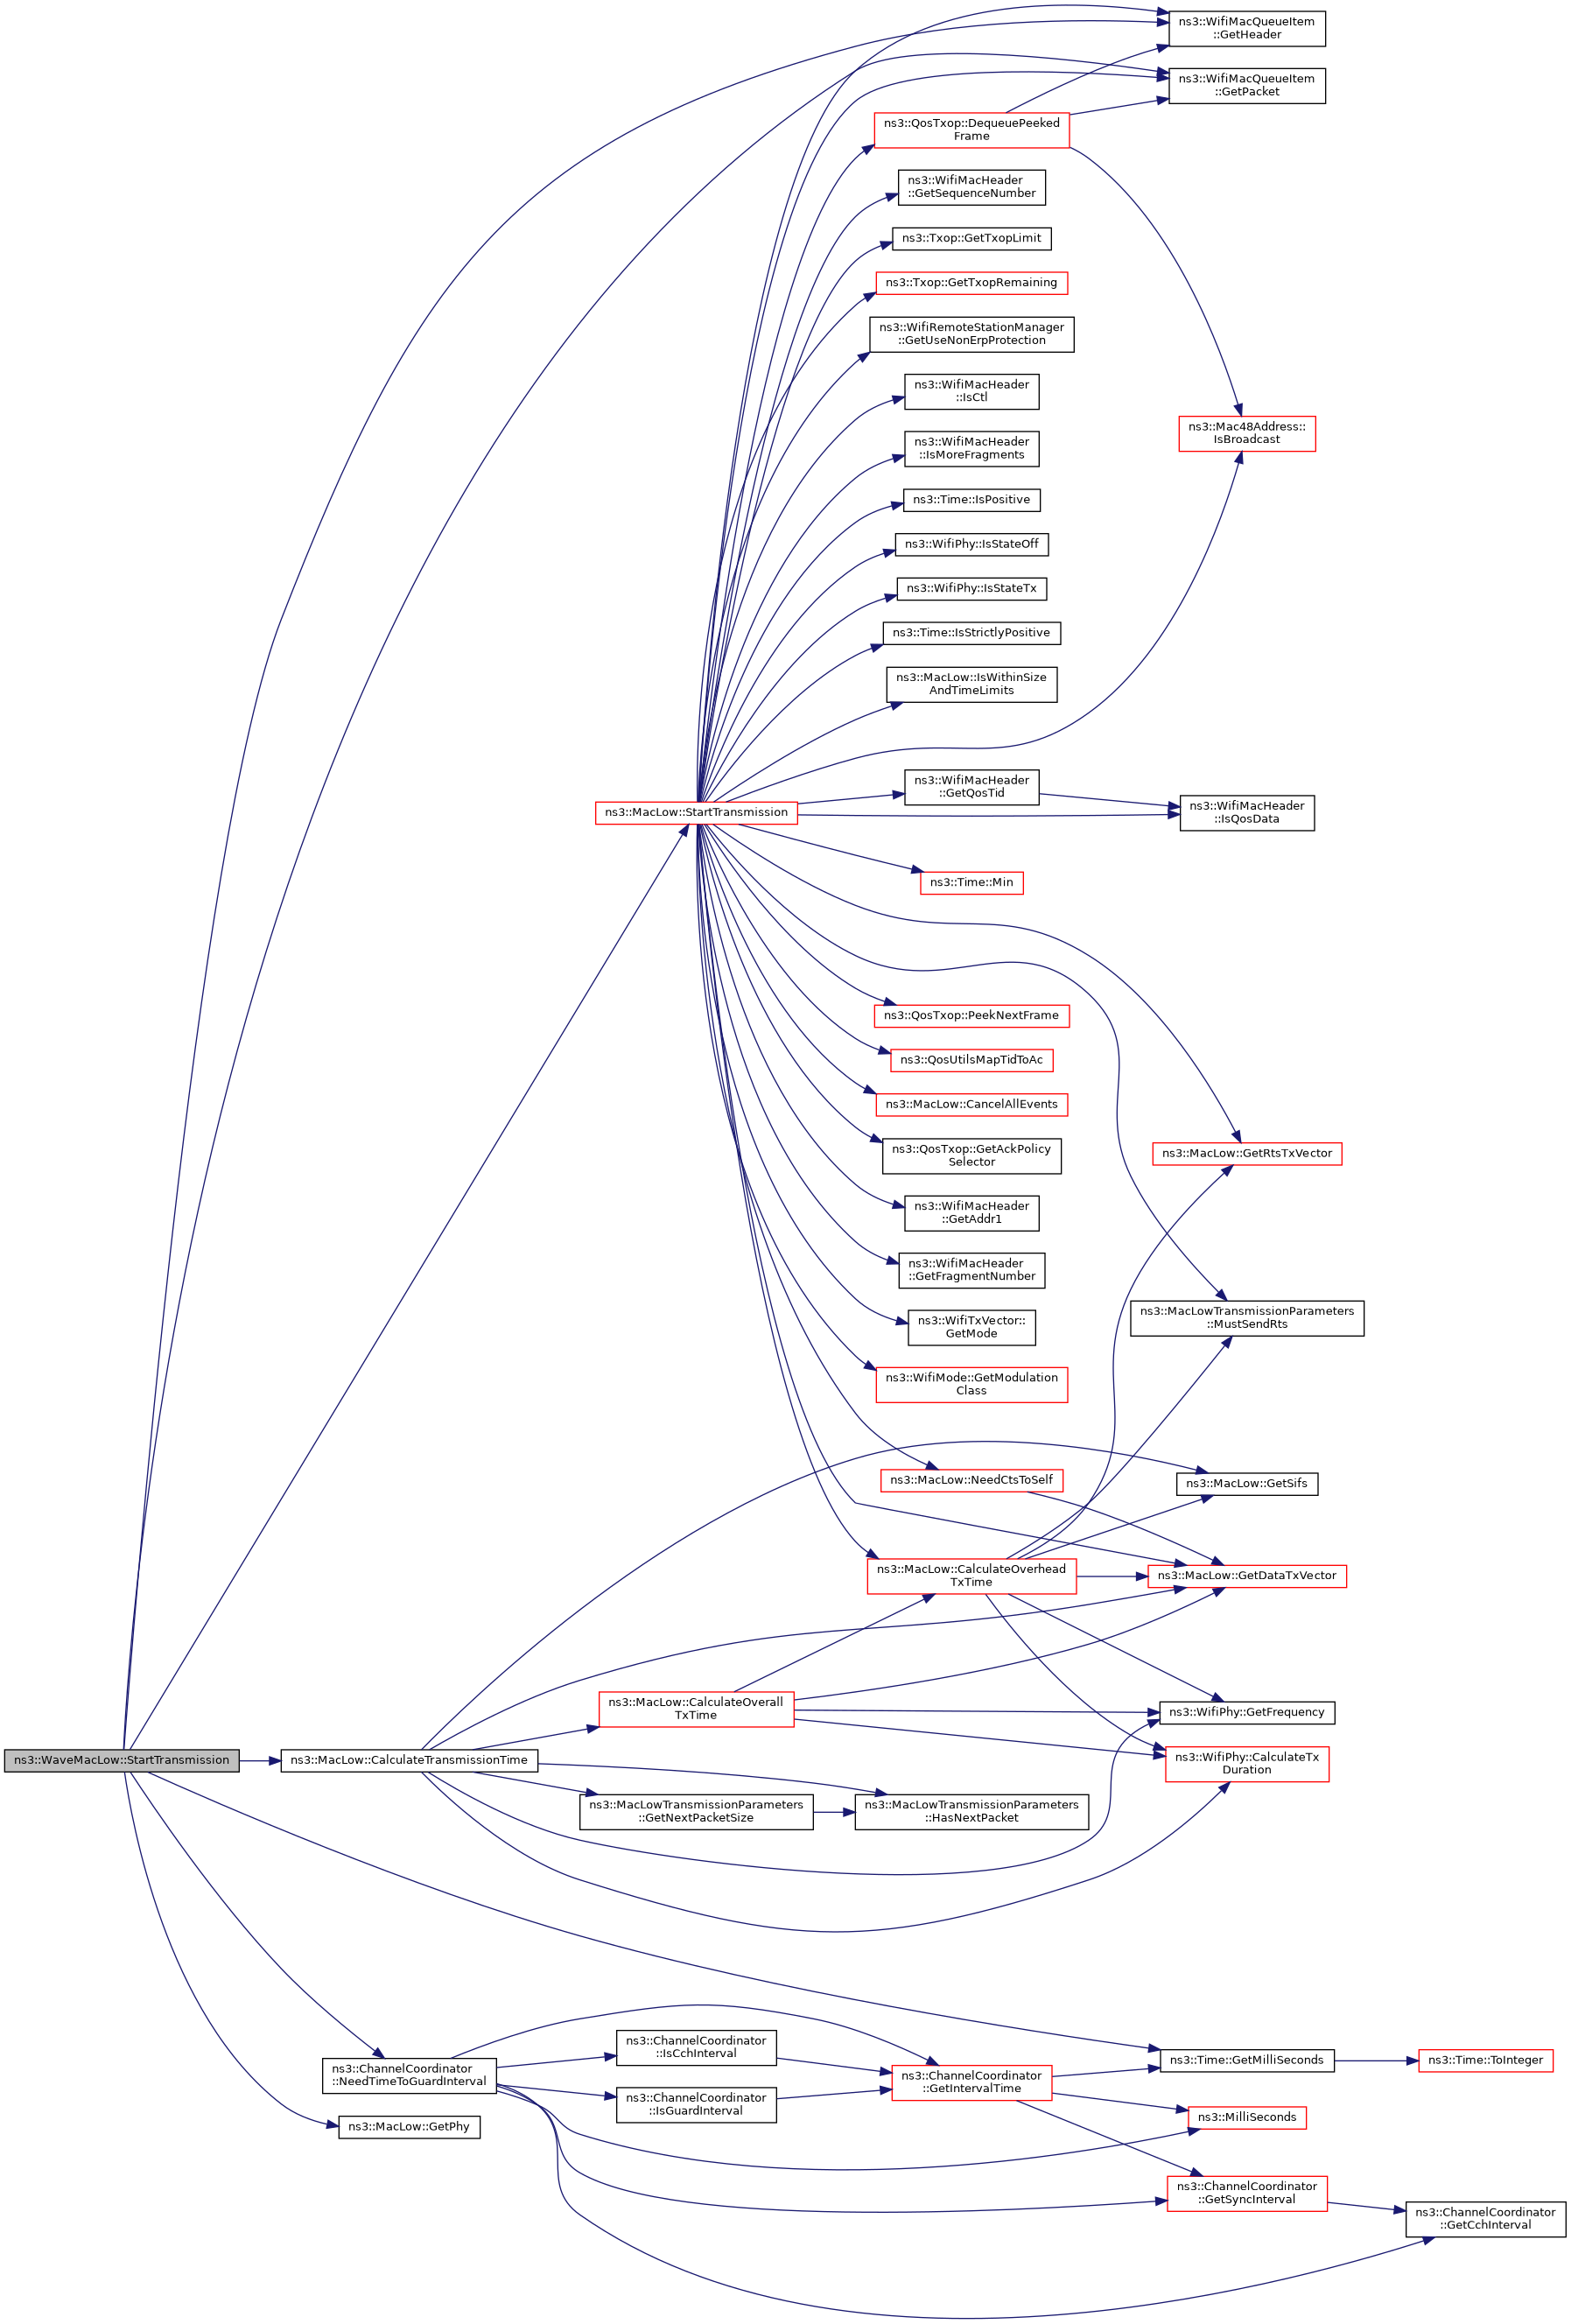 ns3::WifiMacQueueItem
::GetHeader
ns3::WifiMacQueueItem
::GetPacket
ns3::QosTxop::DequeuePeeked
Frame
ns3::WifiMacHeader
::GetSequenceNumber
ns3::Txop::GetTxopLimit
ns3::Txop::GetTxopRemaining
ns3::WifiRemoteStationManager
::GetUseNonErpProtection
ns3::WifiMacHeader
::IsCtl
ns3::Mac48Address::
IsBroadcast
ns3::WifiMacHeader
::IsMoreFragments
ns3::Time::IsPositive
ns3::WifiPhy::IsStateOff
ns3::WifiPhy::IsStateTx
ns3::Time::IsStrictlyPositive
ns3::MacLow::IsWithinSize
AndTimeLimits
ns3::WifiMacHeader
::GetQosTid
ns3::WifiMacHeader
::IsQosData
ns3::MacLow::StartTransmission
ns3::Time::Min
ns3::QosTxop::PeekNextFrame
ns3::QosUtilsMapTidToAc
ns3::MacLow::CancelAllEvents
ns3::QosTxop::GetAckPolicy
Selector
ns3::MacLow::GetRtsTxVector
ns3::WifiMacHeader
::GetAddr1
ns3::WifiMacHeader
::GetFragmentNumber
ns3::MacLowTransmissionParameters
::MustSendRts
ns3::WifiTxVector::
GetMode
ns3::WifiMode::GetModulation
Class
ns3::MacLow::NeedCtsToSelf
ns3::MacLow::GetSifs
ns3::MacLow::CalculateOverhead
TxTime
ns3::MacLow::GetDataTxVector
ns3::MacLow::CalculateOverall
TxTime
ns3::WifiPhy::GetFrequency
ns3::WaveMacLow::StartTransmission
ns3::MacLow::CalculateTransmissionTime
ns3::WifiPhy::CalculateTx
Duration
ns3::MacLowTransmissionParameters
::GetNextPacketSize
ns3::MacLowTransmissionParameters
::HasNextPacket
ns3::ChannelCoordinator
::IsCchInterval
ns3::Time::GetMilliSeconds
ns3::Time::ToInteger
ns3::ChannelCoordinator
::NeedTimeToGuardInterval
ns3::ChannelCoordinator
::GetIntervalTime
ns3::ChannelCoordinator
::IsGuardInterval
ns3::MilliSeconds
ns3::MacLow::GetPhy
ns3::ChannelCoordinator
::GetSyncInterval
ns3::ChannelCoordinator
::GetCchInterval